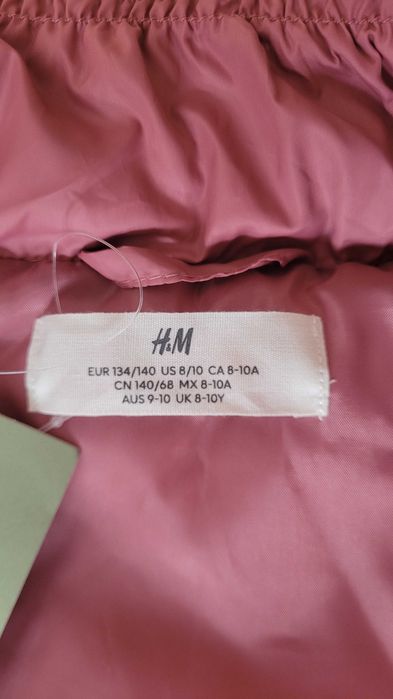 H&M
EUR 134/140 US 8/10 CA 8-10A
CN 140/68 MX 8-10A
AUS 9-10 UK 8-10Y